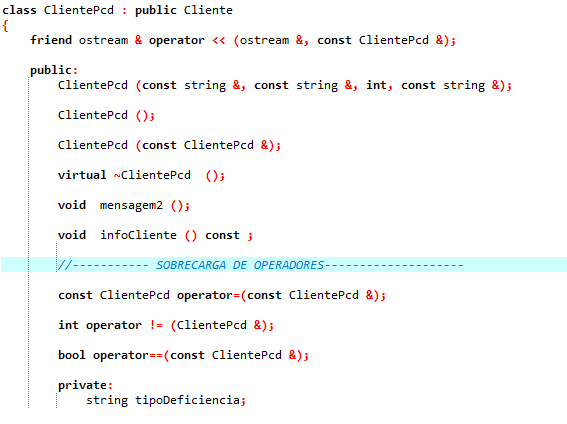 class ClientePcd : public Cliente
{
friend ostream & operator << (ostream &, const ClientePcd &);
public:
ClientePcd (const string &, const string &, int, const string &);
ClientePcd ();
ClientePcd (const ClientePcd &);
virtual ~ClientePcd  ();
void  mensagem2 ();
void  infoCliente () const ;
//----------- SOBRECARGA DE OPERADORES--------------------
const ClientePcd operator=(const ClientePcd &);
int operator != (ClientePcd &);
bool operator==(const ClientePcd &);
private:
string tipoDeficiencia;